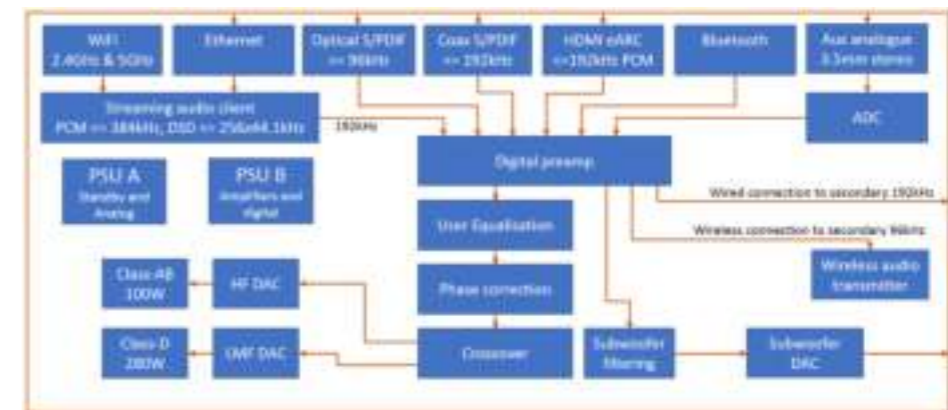 WiFi
2.4GHs & 5GHs
Ethernet
Optical S/PDIF
<= 96kHz
Coax S/PDIF
<= 192kHz
HDMI eARC
<=192kHz PCM
Bluetooth
Aux analogue
3.5mm stereo
Streaming audio client
PCM <= 384kHz, DSD <= 256x44.1kHz
192kHz
ADC
Digital preamp
PSU A
Standby and
Analog
PSU B
Amplifiers and
digital
Wired connection to secondary 192kHz
User Equalisation
Wireless connection to secondary 96kHz
Wireless audio
transmitter
Class-AB
100W
HF DAC
Phase correction
Class-D
280W
LMF DAC
Crossover
Subwoofer
filtering
Subwoofer
DAC